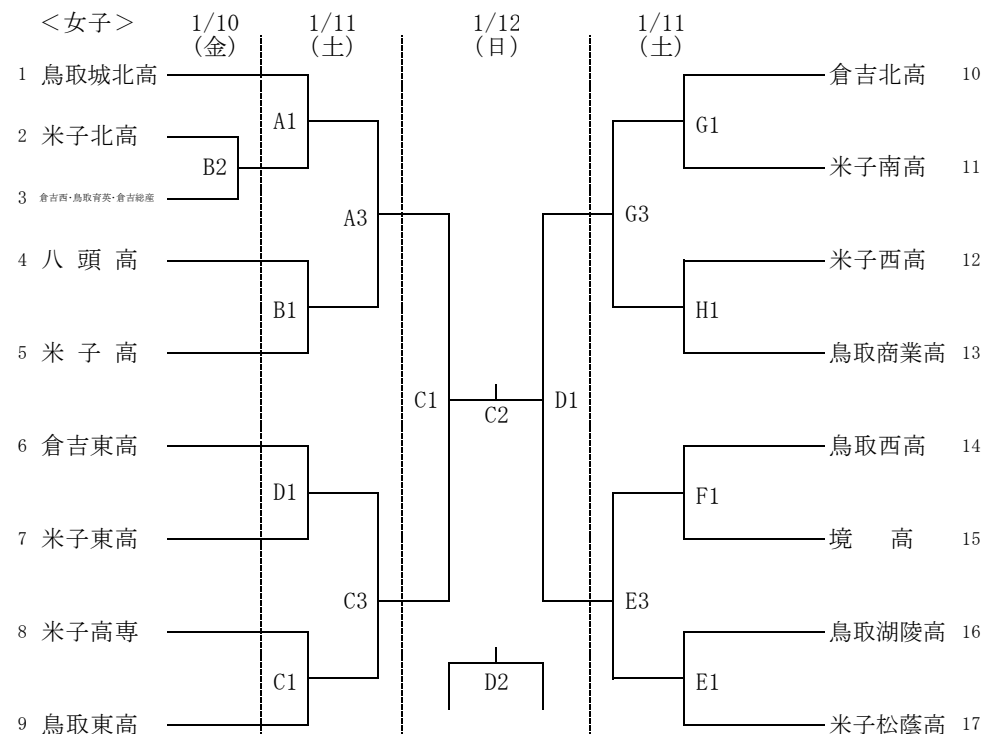 <女子> 1/10 1/11 1/12 1/11
(金) (土) (日) (土)
1 鳥取城北高
2 米子北高
3 倉吉西・鳥取育英・倉吉総産
4 八頭高
5 米子高
6 倉吉東高
7 米子東高
8 米子高専
9 鳥取東高
A1
B2
A3
B1
C1
D1
C3
C1
C2
D2
D1
G1
G3
H1
F1
E3
E1
倉吉北高 10
米子南高 11
米子西高 12
鳥取商業高 13
鳥取西高 14
境高 15
鳥取湖陵高 16
米子松蔭高 17